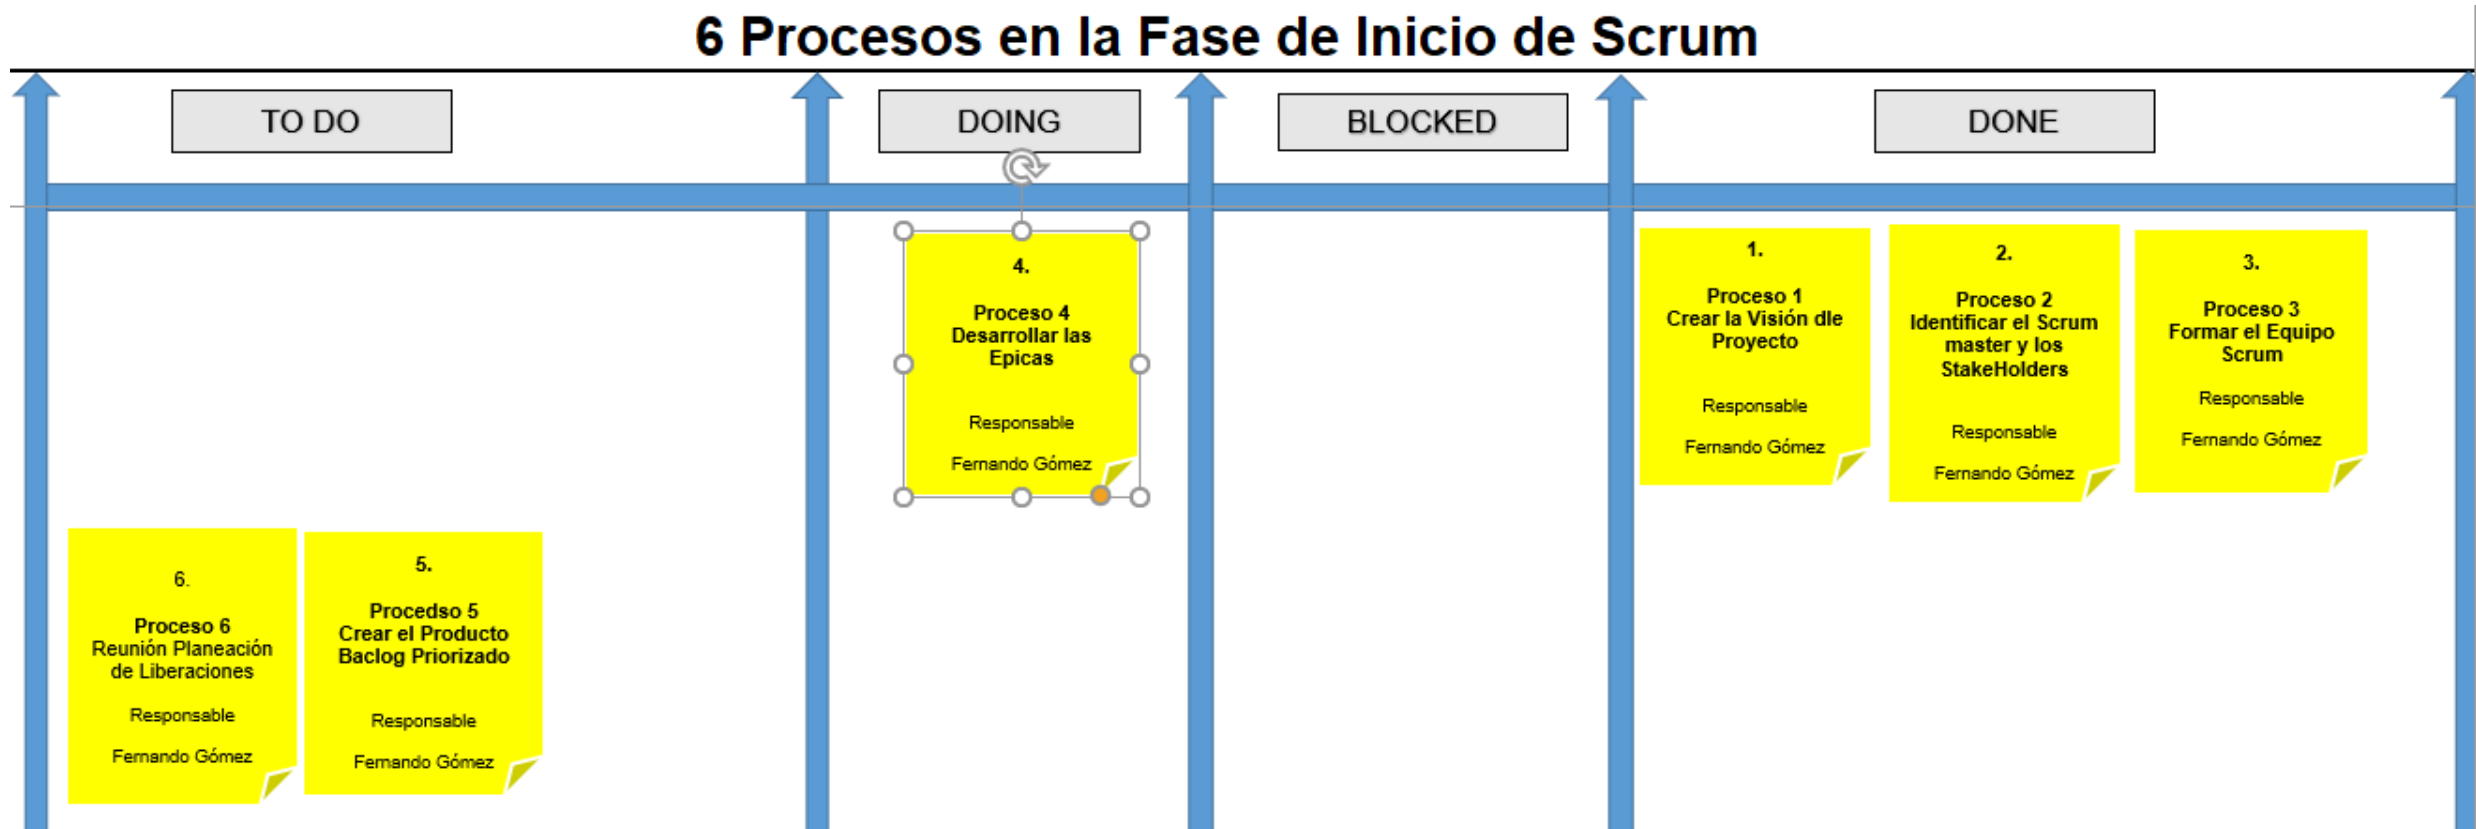 6 Procesos en la Fase de Inicio de Scrum
TO DO
DOING
BLOCKED
DONE
4.
Proceso 4
Desarrollar las
Epicas
Responsable
Fernando Gómez
1.
Proceso 1
Crear la Visión dle
Proyecto
Responsable
Fernando Gómez
2.
Proceso 2
Identificar el Scrum
master y los
StakeHolders
Responsable
Fernando Gómez
3.
Proceso 3
Formar el Equipo
Scrum
Responsable
Fernando Gómez
6.
Proceso 6
Reunión Planeación
de Liberaciones
Responsable
Fernando Gómez
5.
Procedso 5
Crear el Producto
Baclog Priorizado
Responsable
Fernando Gómez